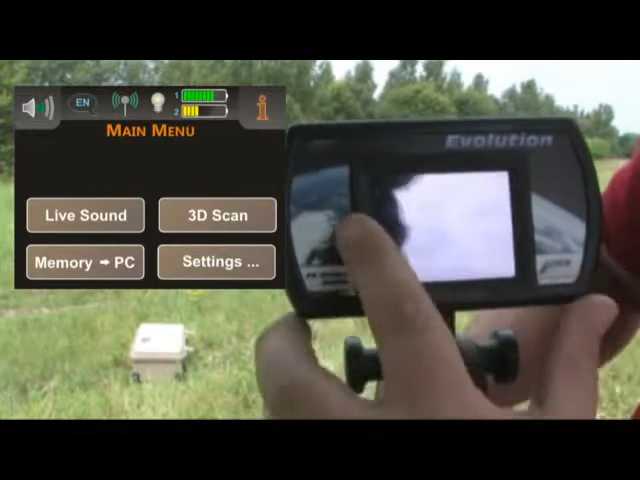 EN
1
2
i
MAIN MENU
Live Sound
3D Scan
Memory ➡ PC
Settings ...
Evolution